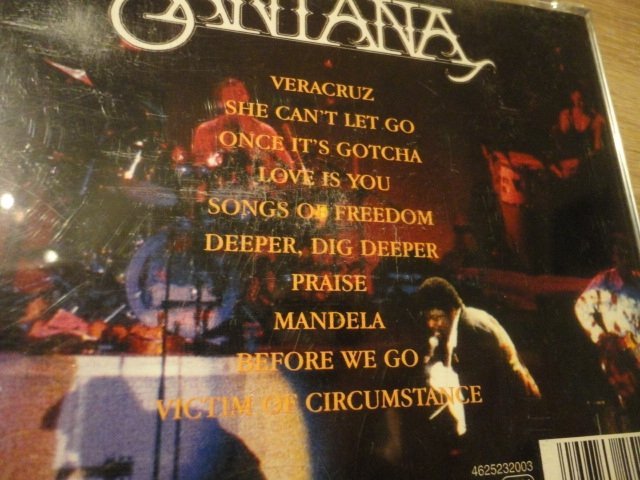 SANTANA
VERACRUZ
SHE CAN'T LET GO
ONCE IT'S GOTCHA
LOVE IS YOU
SONGS OF FREEDOM
DEEPER, DIG DEEPER
PRAISE
MANDELA
BEFORE WE GO
VICTIM OF CIRCUMSTANCE
4625232003